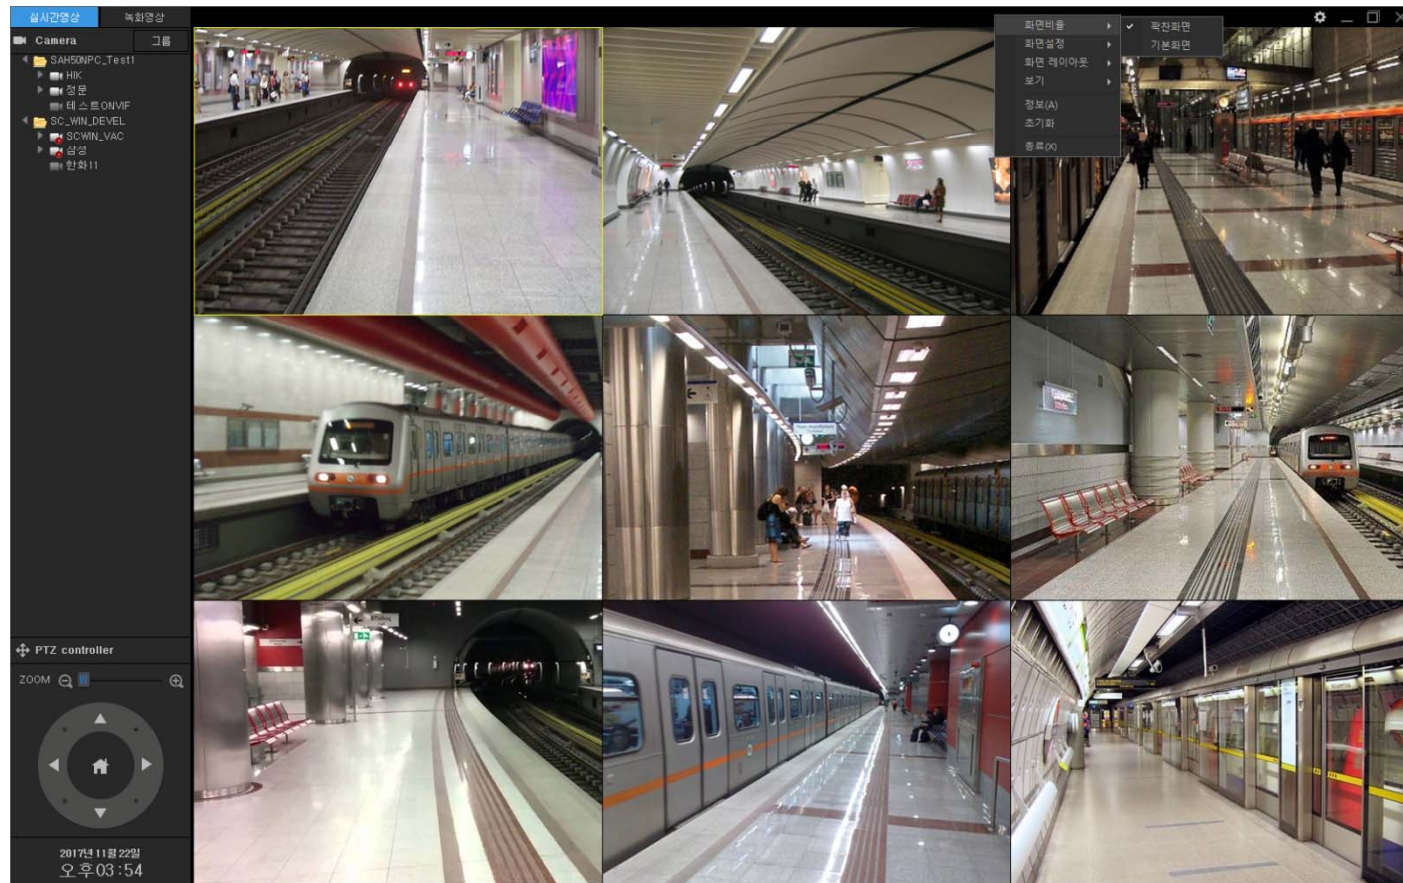 실시간영상
녹화영상
Camera
그룹
SAH50NPC_Test1
HIK
정문
테스트ONVIF
SC_WIN_DEVEL
SCWIN_VAC
삼성
한화11
화면비율
화면설정
화면 레이아웃
보기
정보(A)
초기화
종료(X)
꽉찬화면
기본화면
PTZ controller
ZOOM
2017년 11월 22일
오후03:54